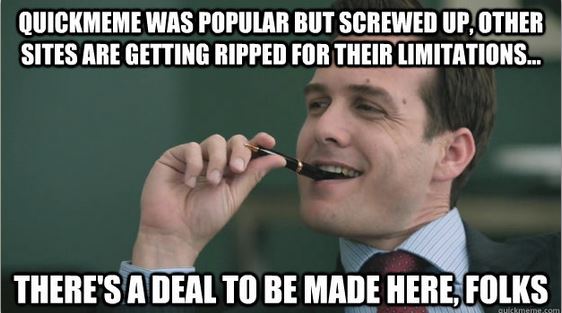 QUICKMEME WAS POPULAR BUT SCREWED UP, OTHER
SITES ARE GETTING RIPPED FOR THEIR LIMITATIONS...
THERE'S A DEAL TO BE MADE HERE, FOLKS
quickmeme.com